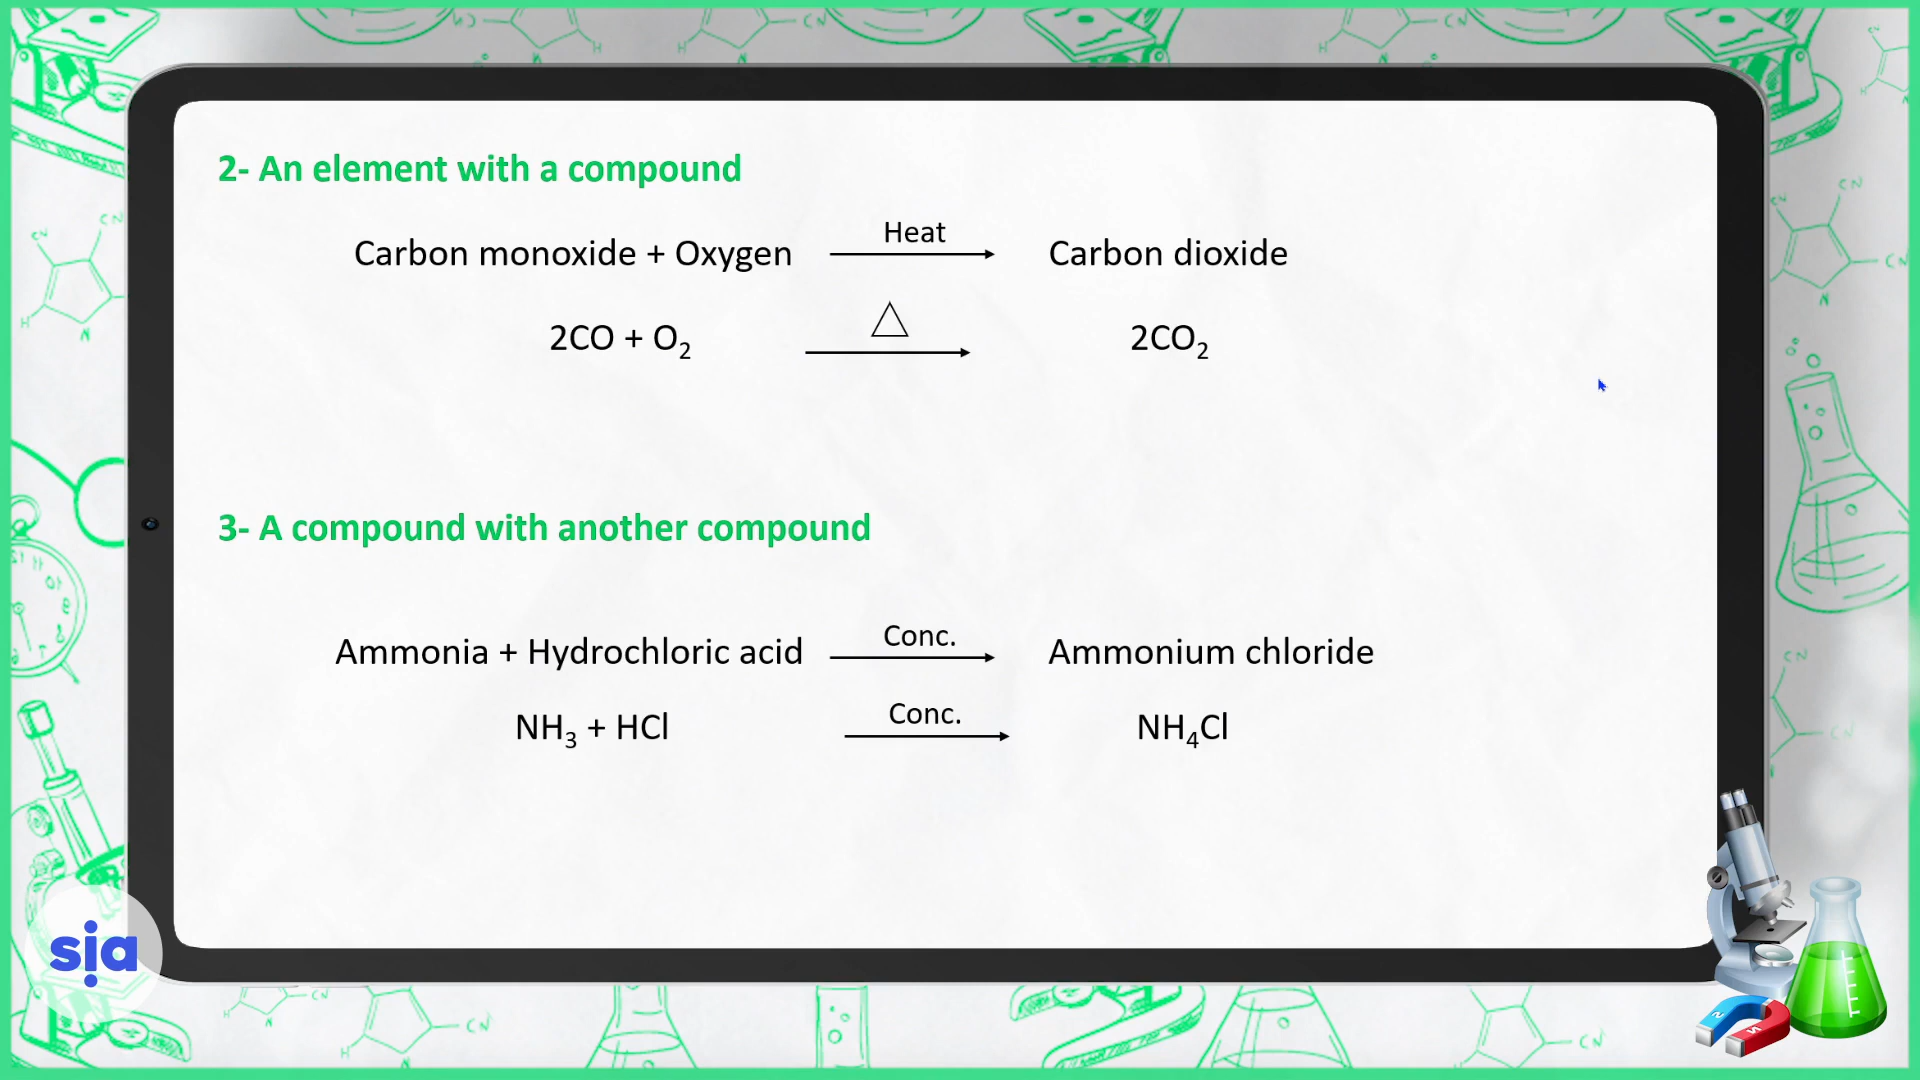 2- An element with a compound
Carbon monoxide + Oxygen Heat Carbon dioxide
2CO + O₂ △ 2CO₂
3- A compound with another compound
Ammonia + Hydrochloric acid Conc. Ammonium chloride
NH₃ + HCl Conc. NH₄Cl
sia